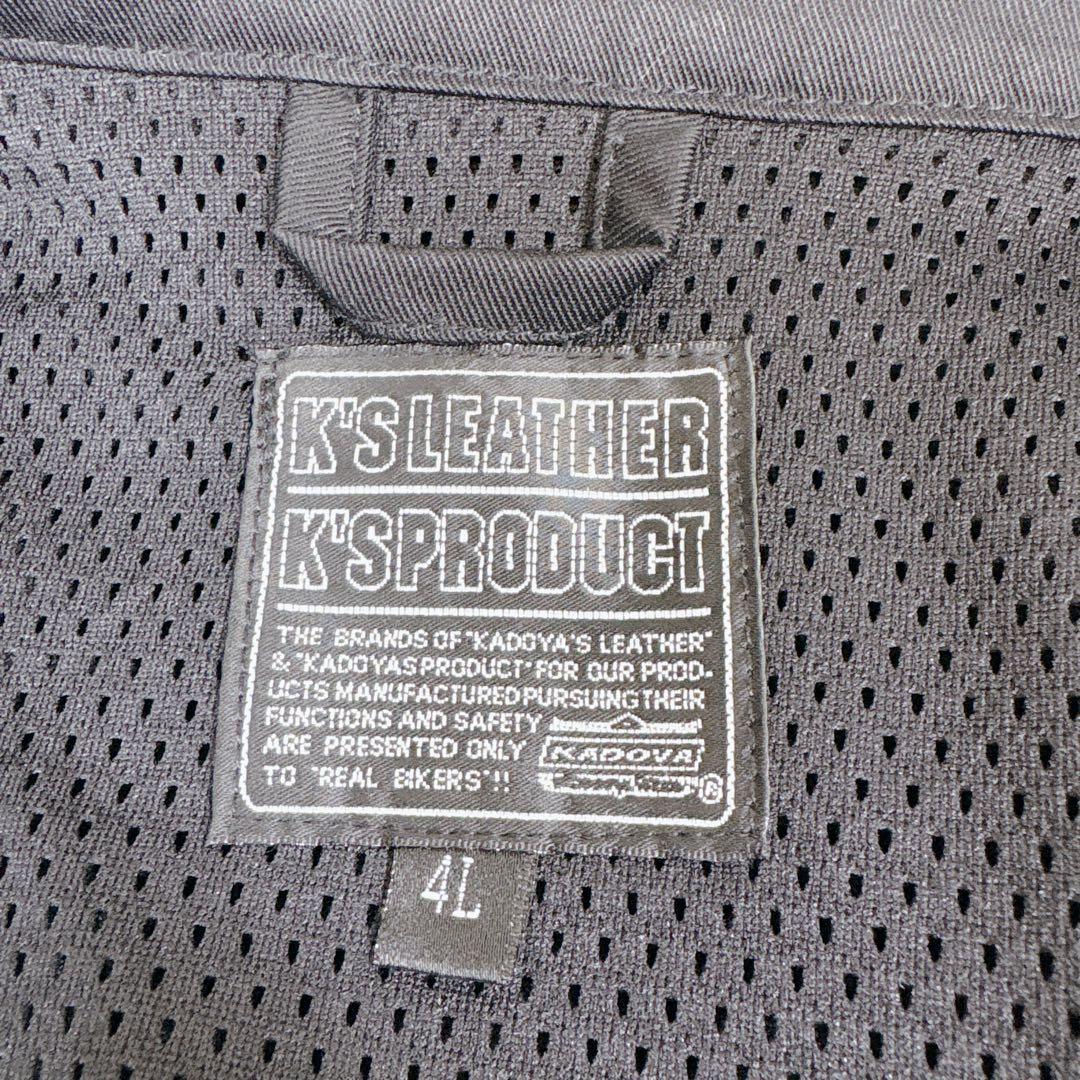 K'S LEATHER
K'S PRODUCT
THE BRANDS OF "KADOYA'S LEATHER"
& "KADOYAS PRODUCT" FOR OUR PROD-
UCTS MANUFACTURED PURSUING THEIR
FUNCTIONS AND SAFETY
ARE PRESENTED ONLY
TO "REAL BIKERS"!!
KADOYA
®
4L